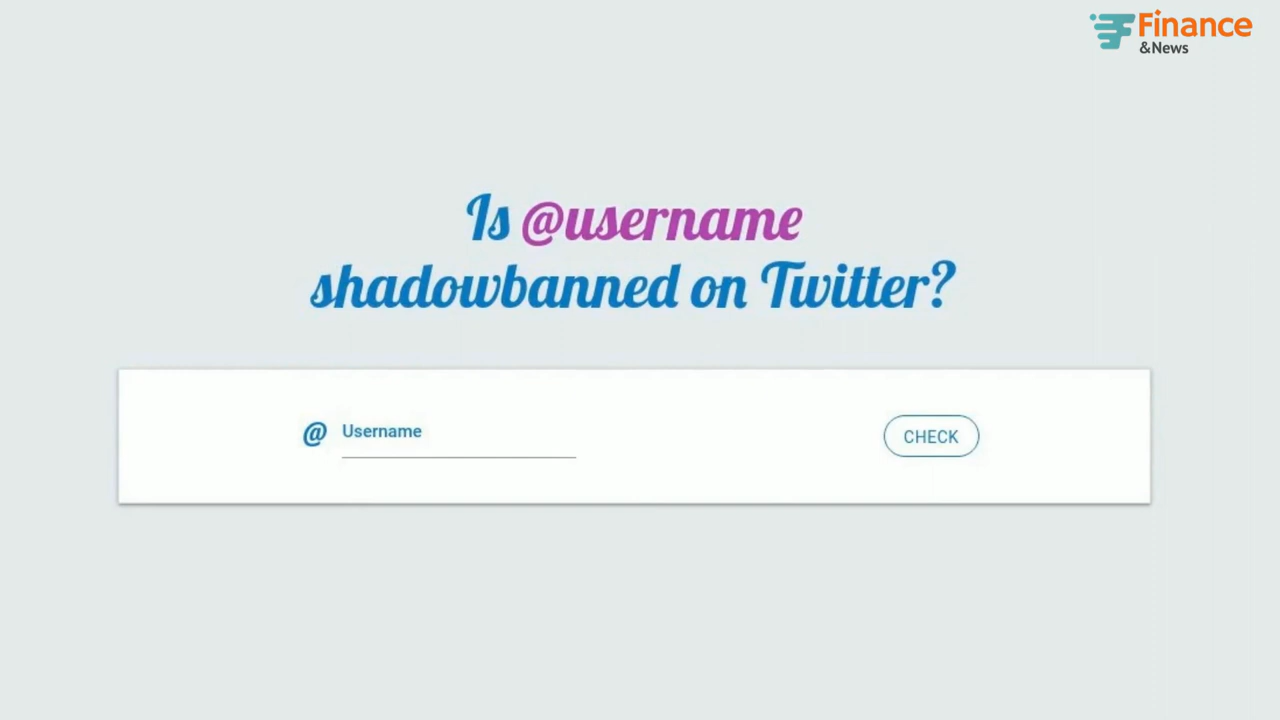 Finance
&News
Is @username
shadowbanned on Twitter?
@ Username
CHECK